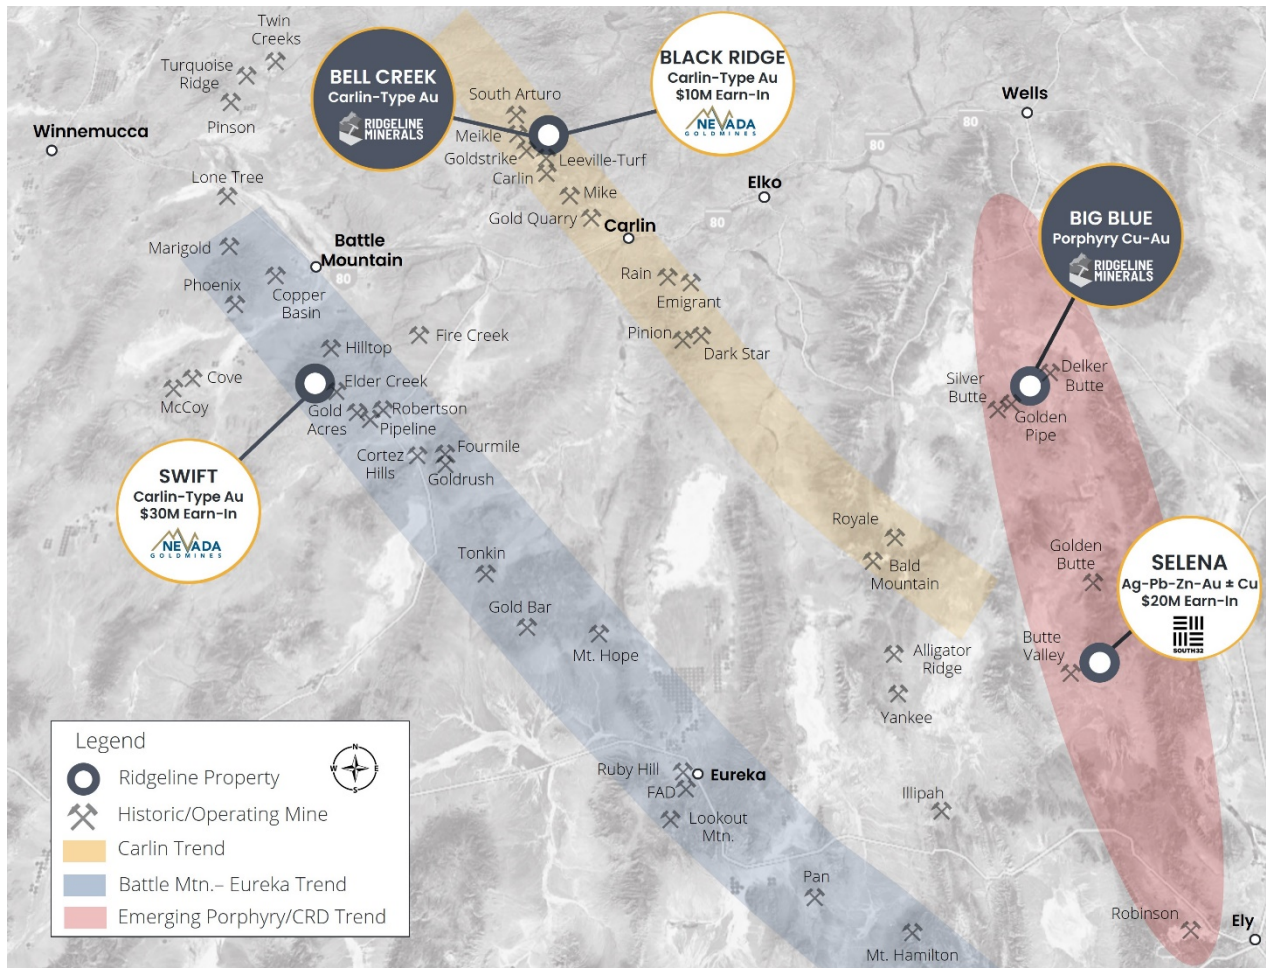 Twin
Creeks
Turquoise
Ridge
Pinson
Winnemucca
Lone Tree
BELL CREEK
Carlin-Type Au
RIDGELINE
MINERALS
BLACK RIDGE
Carlin-Type Au
$10M Earn-In
NEVADA
GOLDMINES
South Arturo
Meikle
Goldstrike
Leeville-Turf
Carlin
Mike
Gold Quarry
Carlin
Elko
Wells
80
80
80
80
Marigold
Battle
Mountain
Phoenix
Copper
Basin
Rain
Emigrant
Pinion
Dark Star
BIG BLUE
Porphyry Cu-Au
RIDGELINE
MINERALS
Fire Creek
Hilltop
Cove
McCoy
Elder Creek
Gold
Acres
Robertson
Pipeline
Silver
Butte
Delker
Butte
Golden
Pipe
Cortez
Hills
Fourmile
Goldrush
SWIFT
Carlin-Type Au
$30M Earn-In
NEVADA
GOLDMINES
Royale
Bald
Mountain
Tonkin
Gold Bar
Mt. Hope
Golden
Butte
SELENA
Ag-Pb-Zn-Au ± Cu
$20M Earn-In
SOUTH32
Butte
Valley
Alligator
Ridge
Yankee
Ruby Hill
Eureka
FAD
Lookout
Mtn.
Illipah
Pan
Mt. Hamilton
Robinson
Ely
Legend
N
W
E
S
Ridgeline Property
Historic/Operating Mine
Carlin Trend
Battle Mtn.– Eureka Trend
Emerging Porphyry/CRD Trend